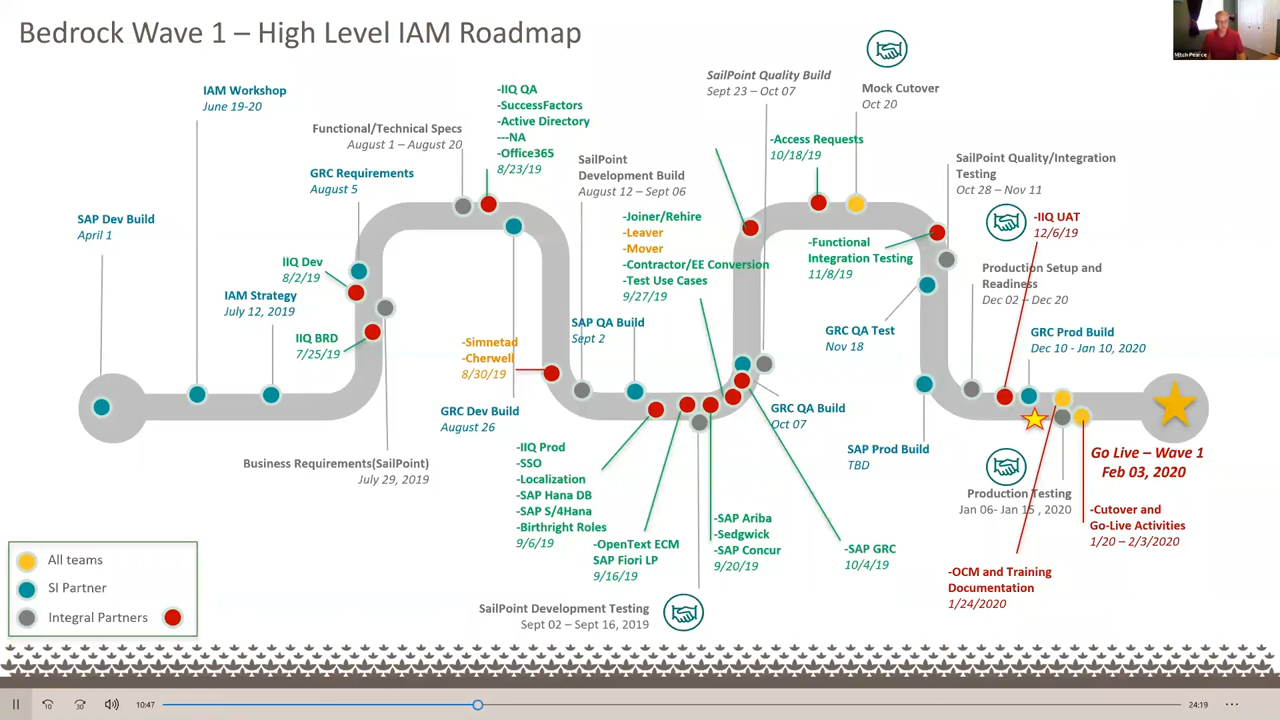 Bedrock Wave 1 – High Level IAM Roadmap
Mitch Pearce
SAP Dev Build
April 1
IAM Workshop
June 19-20
IAM Strategy
July 12, 2019
IIQ BRD
7/25/19
Business Requirements(SailPoint)
July 29, 2019
IIQ Dev
8/2/19
GRC Requirements
August 5
Functional/Technical Specs
August 1 – August 20
-IIQ QA
-SuccessFactors
-Active Directory
---NA
-Office365
8/23/19
GRC Dev Build
August 26
-Simnetad
-Cherwell
8/30/19
SailPoint
Development Build
August 12 – Sept 06
SAP QA Build
Sept 2
-IIQ Prod
-SSO
-Localization
-SAP Hana DB
-SAP S/4Hana
-Birthright Roles
9/6/19
-OpenText ECM
SAP Fiori LP
9/16/19
SailPoint Development Testing
Sept 02 – Sept 16, 2019
-SAP Ariba
-Sedgwick
-SAP Concur
9/20/19
-Joiner/Rehire
-Leaver
-Mover
-Contractor/EE Conversion
-Test Use Cases
9/27/19
-SAP GRC
10/4/19
GRC QA Build
Oct 07
SailPoint Quality Build
Sept 23 – Oct 07
-Access Requests
10/18/19
Mock Cutover
Oct 20
-Functional
Integration Testing
11/8/19
SailPoint Quality/Integration
Testing
Oct 28 – Nov 11
GRC QA Test
Nov 18
SAP Prod Build
TBD
Production Setup and
Readiness
Dec 02 – Dec 20
-IIQ UAT
12/6/19
GRC Prod Build
Dec 10 - Jan 10, 2020
Production Testing
Jan 06- Jan 15 , 2020
-OCM and Training
Documentation
1/24/2020
-Cutover and
Go-Live Activities
1/20 – 2/3/2020
Go Live – Wave 1
Feb 03, 2020
All teams
SI Partner
Integral Partners
10
30
10:47
24:19